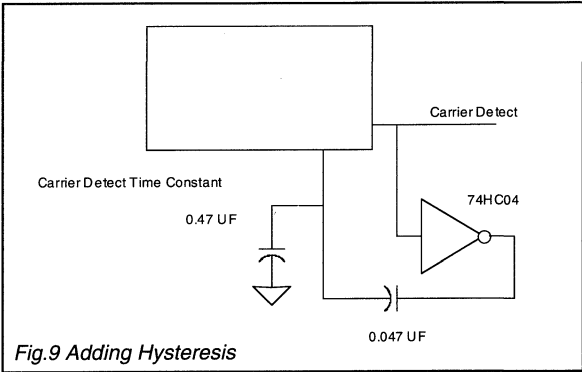 Carrier Detect
Carrier Detect Time Constant
74HC04
0.47 UF
0.047 UF
Fig.9 Adding Hysteresis